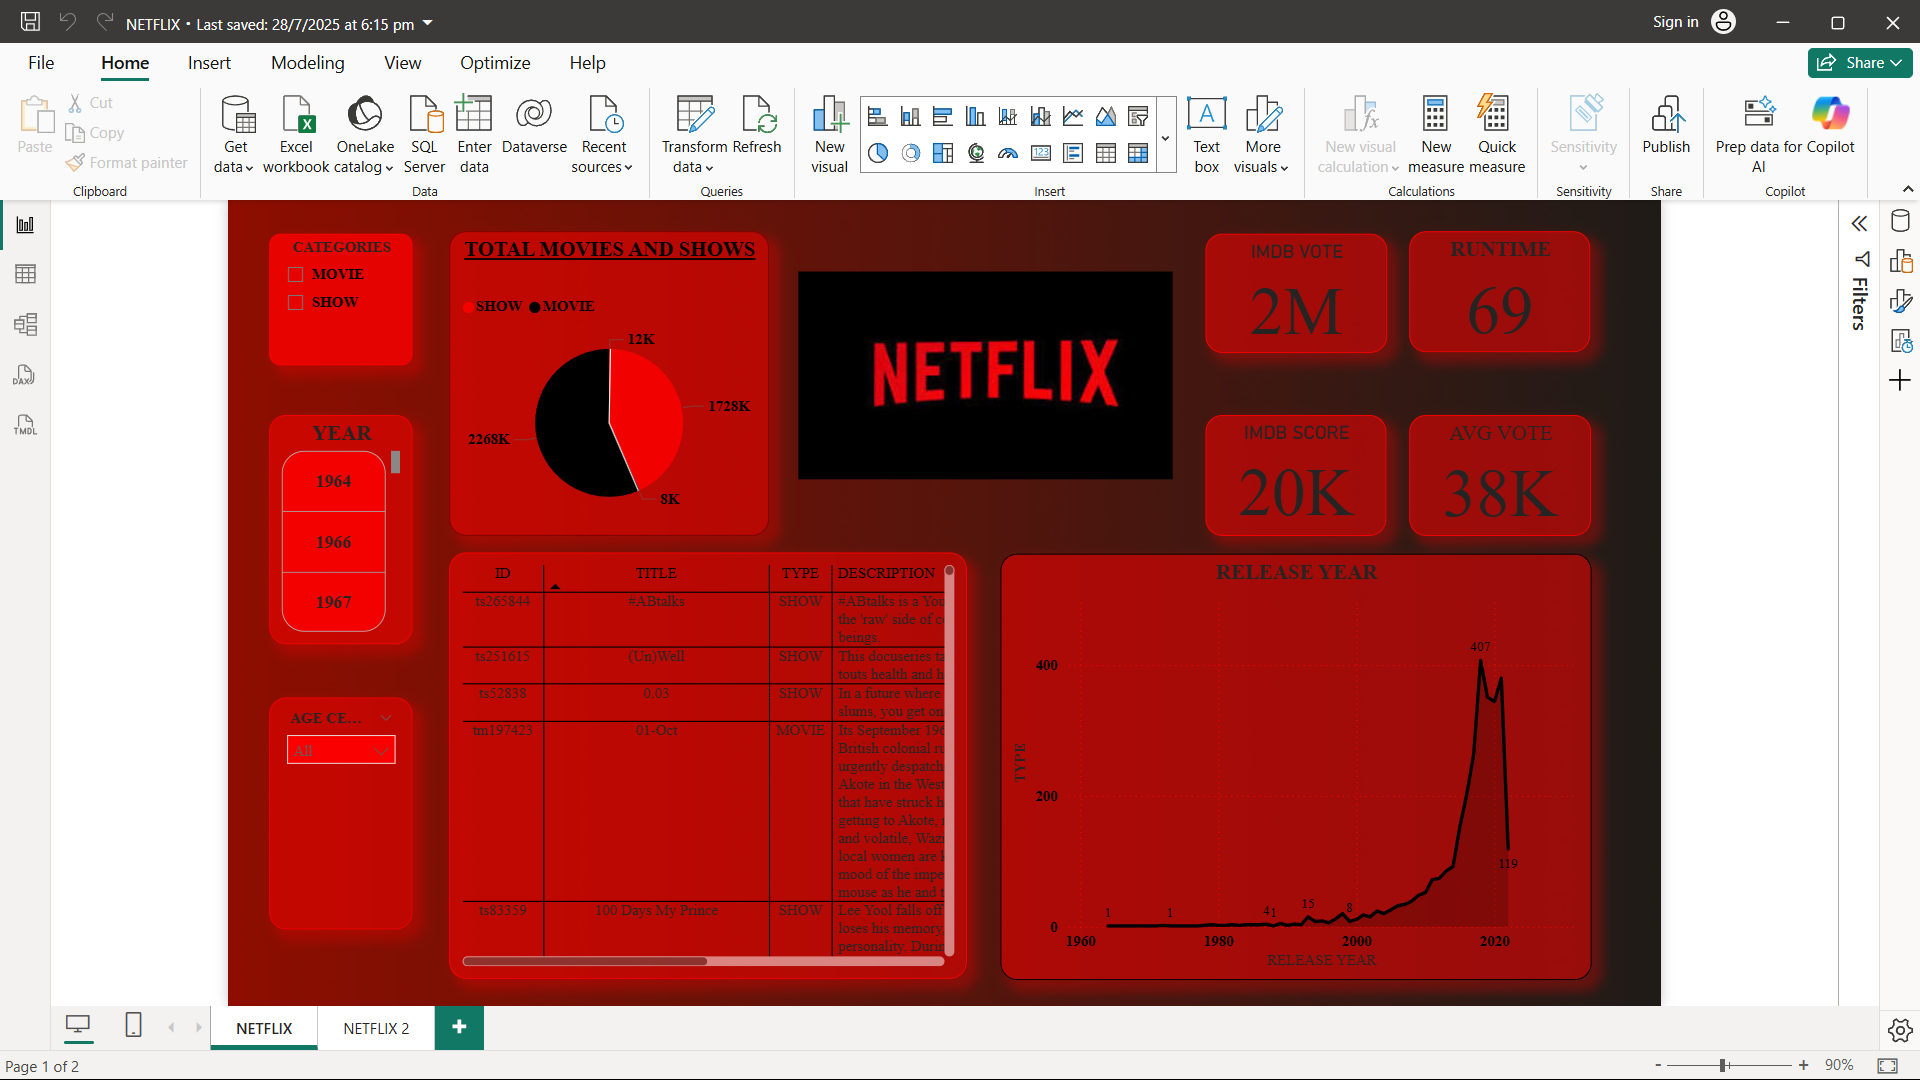 NETFLIX • Last saved: 28/7/2025 at 6:15 pm
Sign in
File Home Insert Modeling View Optimize Help
Share
Paste
Cut
Copy
Format painter
Clipboard
Get data
Excel workbook
OneLake catalog
SQL Server
Enter data
Dataverse
Recent sources
Data
Transform data
Refresh
Queries
New visual
Text box
More visuals
Insert
New visual calculation
New measure
Quick measure
Calculations
Sensitivity
Sensitivity
Publish
Share
Prep data for AI
Copilot
Copilot
DAX
TMDL
Filters
CATEGORIES
MOVIE
SHOW
YEAR
1964
1966
1967
AGE CE...
All
TOTAL MOVIES AND SHOWS
SHOW MOVIE
12K
1728K
2268K
8K
NETFLIX
IMDB VOTE
2M
RUNTIME
69
IMDB SCORE
20K
AVG VOTE
38K
ID TITLE TYPE DESCRIPTION
ts265844 #ABtalks SHOW #ABtalks is a You
the 'raw' side of c
beings.
ts251615 (Un)Well SHOW This docuseries ta
touts health and h
ts52838 0.03 SHOW In a future where
slums, you get on
tm197423 01-Oct MOVIE Its September 196
British colonial ru
urgently despatch
Akote in the West
that have struck h
getting to Akote,
and volatile, Waz
local women are
mood of the impe
mouse as he and t
ts83359 100 Days My Prince SHOW Lee Yool falls off
loses his memory
personality. Durin
RELEASE YEAR
TYPE
400
200
0
407
119
1
1
41
15
8
1960 1980 2000 2020
RELEASE YEAR
NETFLIX
NETFLIX 2
Page 1 of 2
- + 90%